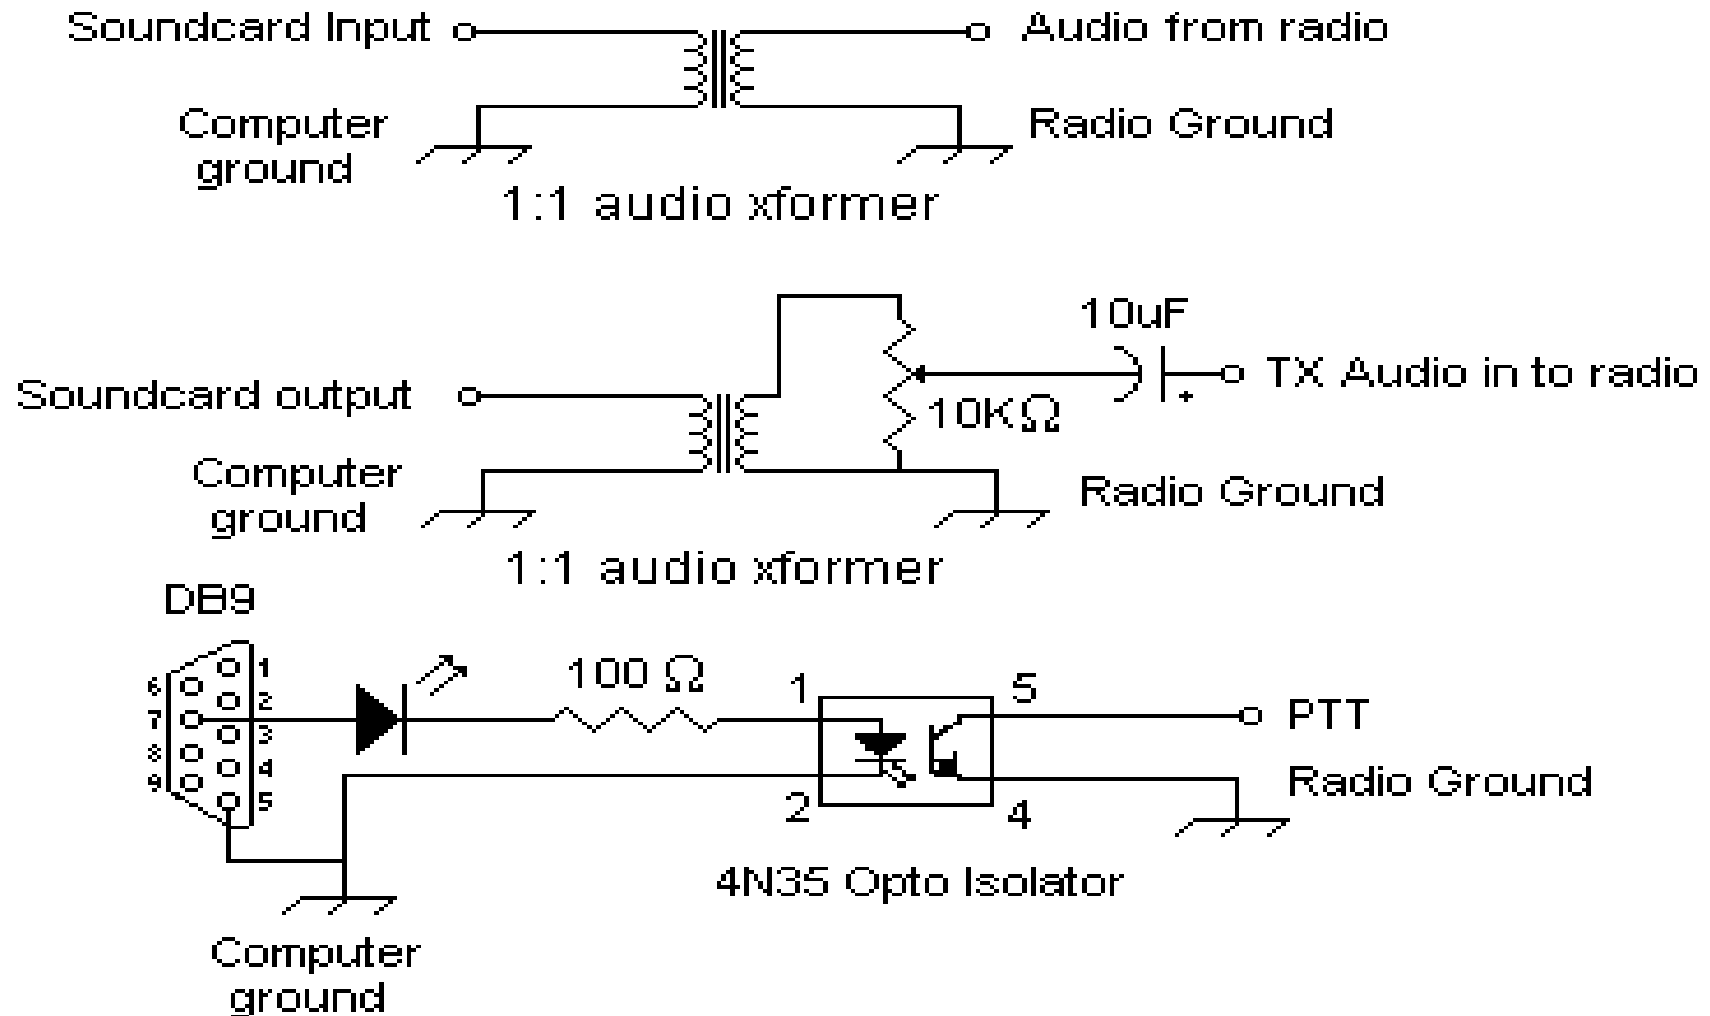 Soundcard Input
Audio from radio
Computer
ground
Radio Ground
1:1 audio xformer
10uF
Soundcard output
TX Audio in to radio
10KΩ
Computer
ground
Radio Ground
1:1 audio xformer
DB9
1
6
2
7
3
8
4
9
5
100 Ω
1
5
PTT
2
4
Radio Ground
4N35 Opto Isolator
Computer
ground